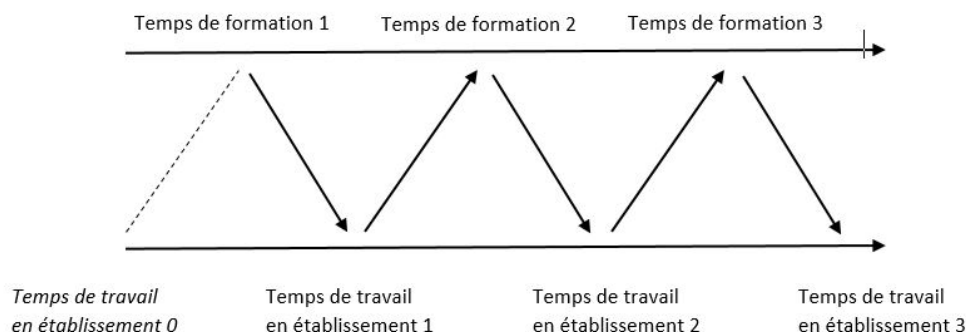 Temps de formation 1
Temps de formation 2
Temps de formation 3
Temps de travail
en établissement 0
Temps de travail
en établissement 1
Temps de travail
en établissement 2
Temps de travail
en établissement 3